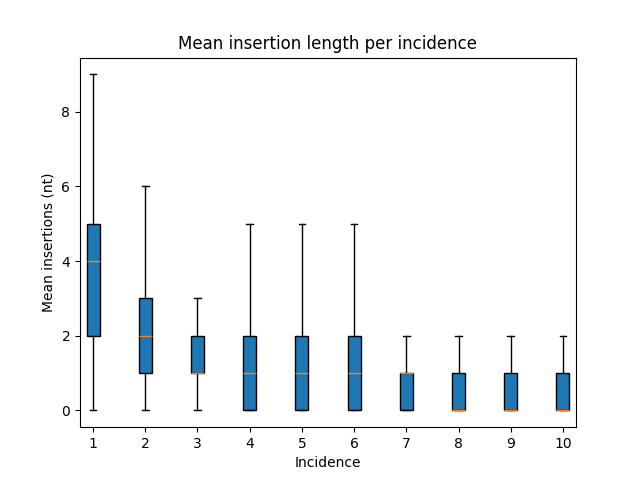 Mean insertion length per incidence
Mean insertions (nt)
8
6
4
2
0
1 2 3 4 5 6 7 8 9 10
Incidence